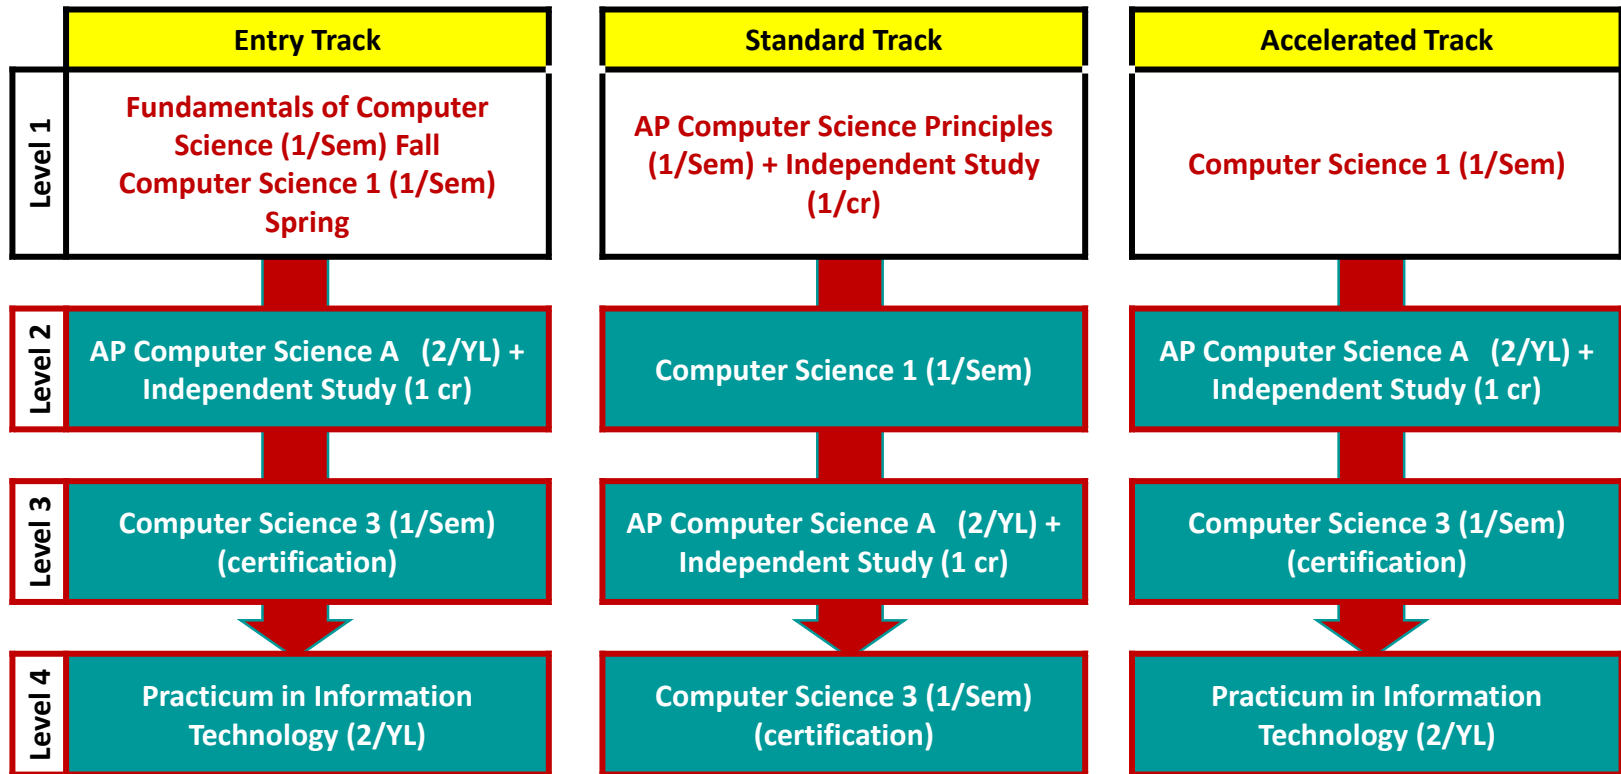 Entry Track
Standard Track
Accelerated Track
Level 1
Fundamentals of Computer
Science (1/Sem) Fall
Computer Science 1 (1/Sem)
Spring
AP Computer Science Principles
(1/Sem) + Independent Study
(1/cr)
Computer Science 1 (1/Sem)
Level 2
AP Computer Science A (2/YL) +
Independent Study (1 cr)
Computer Science 1 (1/Sem)
AP Computer Science A (2/YL) +
Independent Study (1 cr)
Level 3
Computer Science 3 (1/Sem)
(certification)
AP Computer Science A (2/YL) +
Independent Study (1 cr)
Computer Science 3 (1/Sem)
(certification)
Level 4
Practicum in Information
Technology (2/YL)
Computer Science 3 (1/Sem)
(certification)
Practicum in Information
Technology (2/YL)